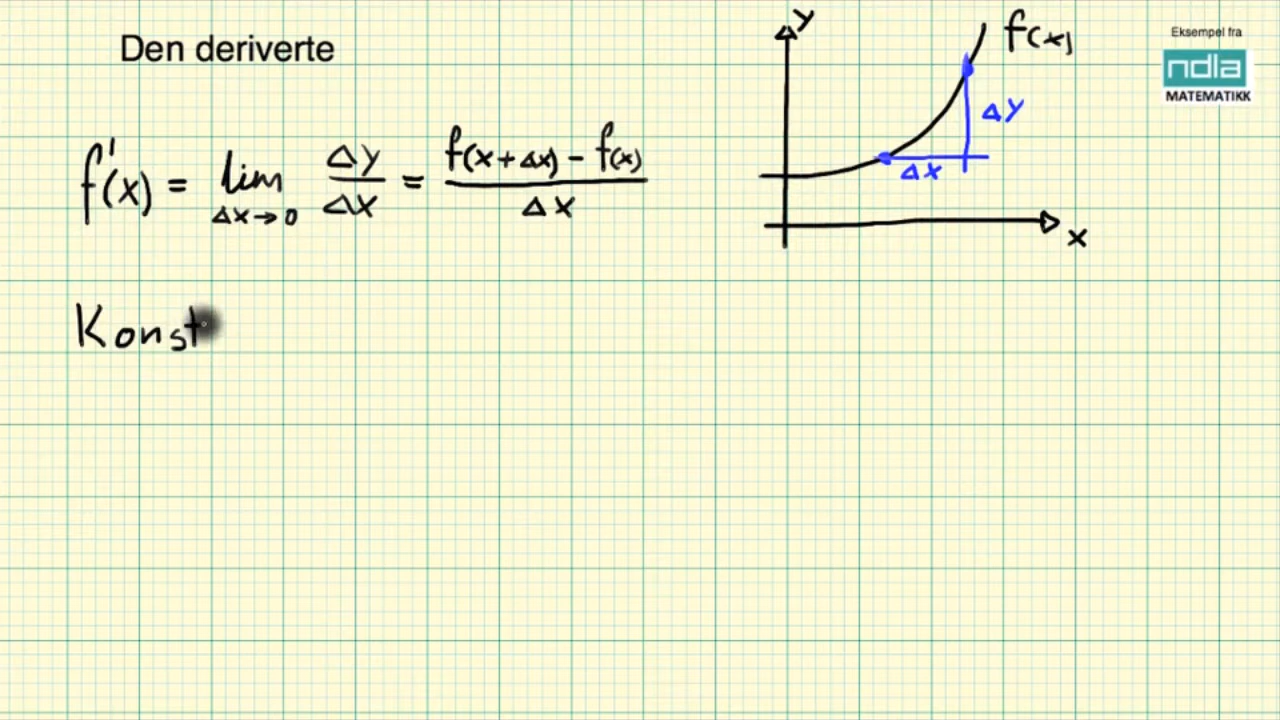 Den deriverte
f'(x) = lim Δx→0 Δy/Δx = f(x+Δx) - f(x)/Δx
Konst
y
f(x)
Δy
Δx
x
Eksempel fra
ndla
MATEMATIKK